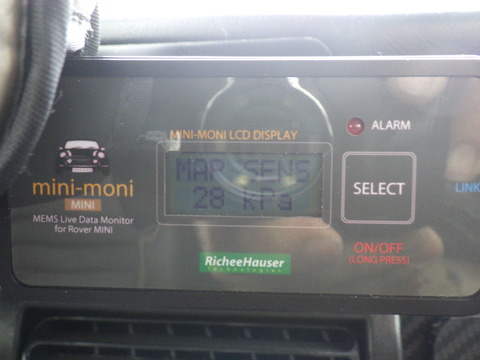 MINI-MONI LCD DISPLAY
ALARM
MAP SENS
28 kPa
SELECT
LINK
mini-moni
MINI
MEMS Live Data Monitor
for Rover MINI
ON/OFF
(LONG PRESS)
RicheeHauser
Technologies